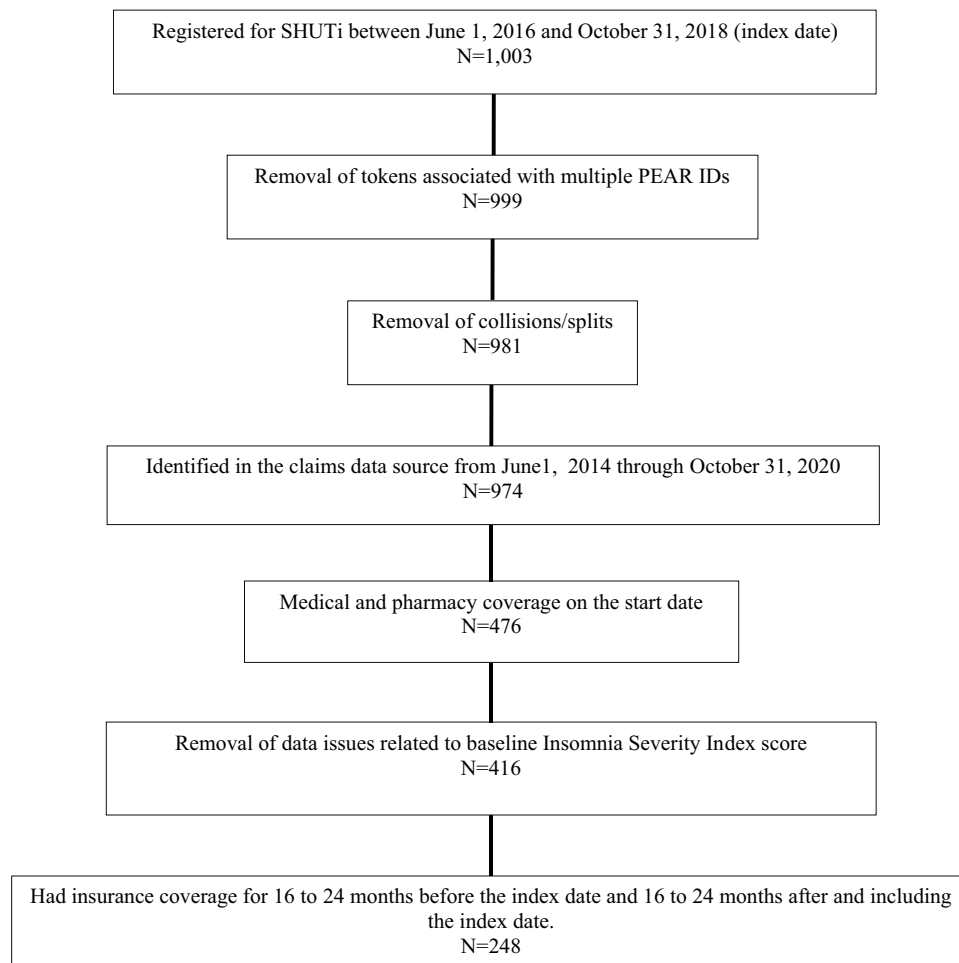 Registered for SHUTi between June 1, 2016 and October 31, 2018 (index date)
N=1,003
Removal of tokens associated with multiple PEAR IDs
N=999
Removal of collisions/splits
N=981
Identified in the claims data source from June1,  2014 through October 31, 2020
N=974
Medical and pharmacy coverage on the start date
N=476
Removal of data issues related to baseline Insomnia Severity Index score
N=416
Had insurance coverage for 16 to 24 months before the index date and 16 to 24 months after and including
the index date.
N=248